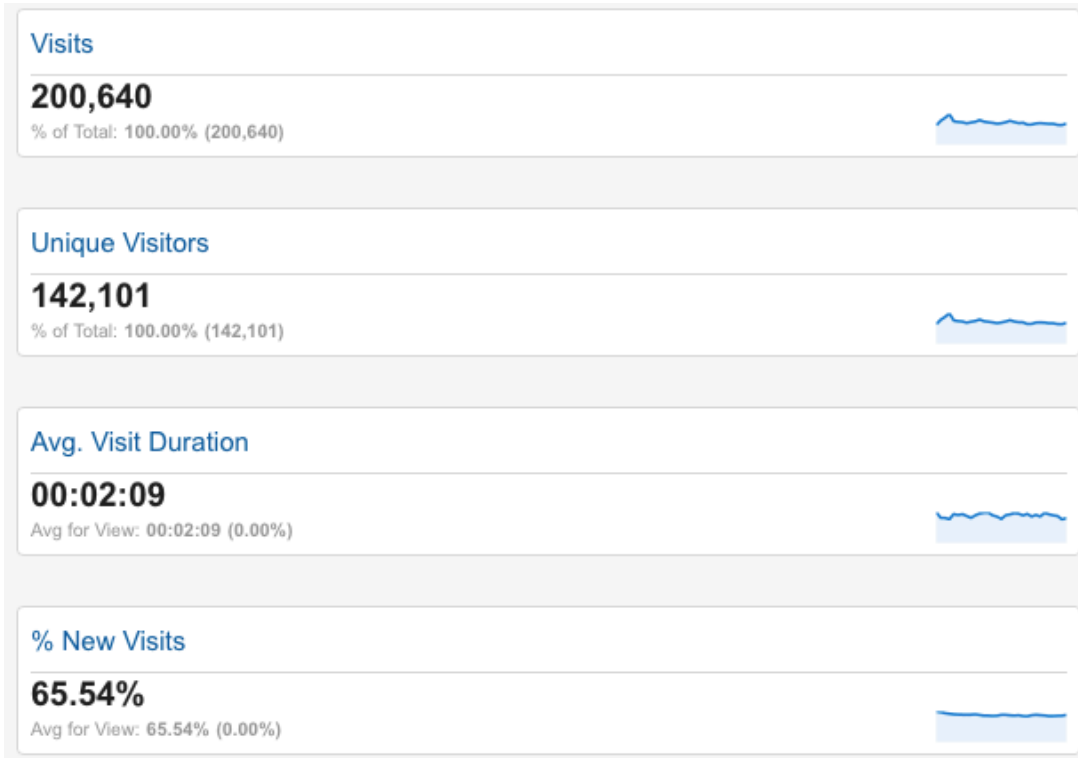 Visits
200,640
% of Total: 100.00% (200,640)
Unique Visitors
142,101
% of Total: 100.00% (142,101)
Avg. Visit Duration
00:02:09
Avg for View: 00:02:09 (0.00%)
% New Visits
65.54%
Avg for View: 65.54% (0.00%)